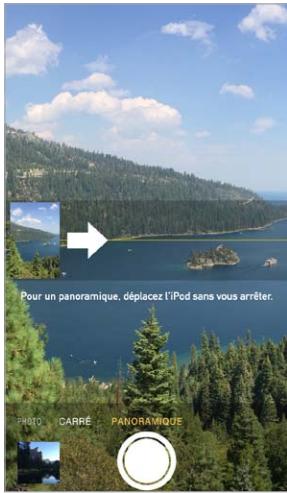 Pour un panoramique, déplacez l'iPod sans vous arrêter.
PHOTO CARRÉ PANORAMIQUE